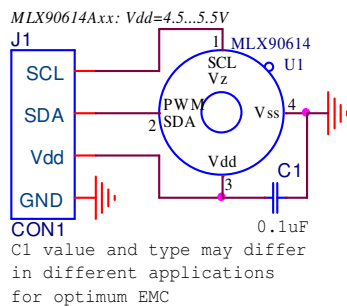 MLX90614Axx: Vdd=4.5...5.5V
J1
SCL
SDA
Vdd
GND
CON1
1
MLX90614
U1
SCL
Vz
PWM
SDA
2
Vss
4
Vdd
3
C1
0.1uF
C1 value and type may differ
in different applications
for optimum EMC